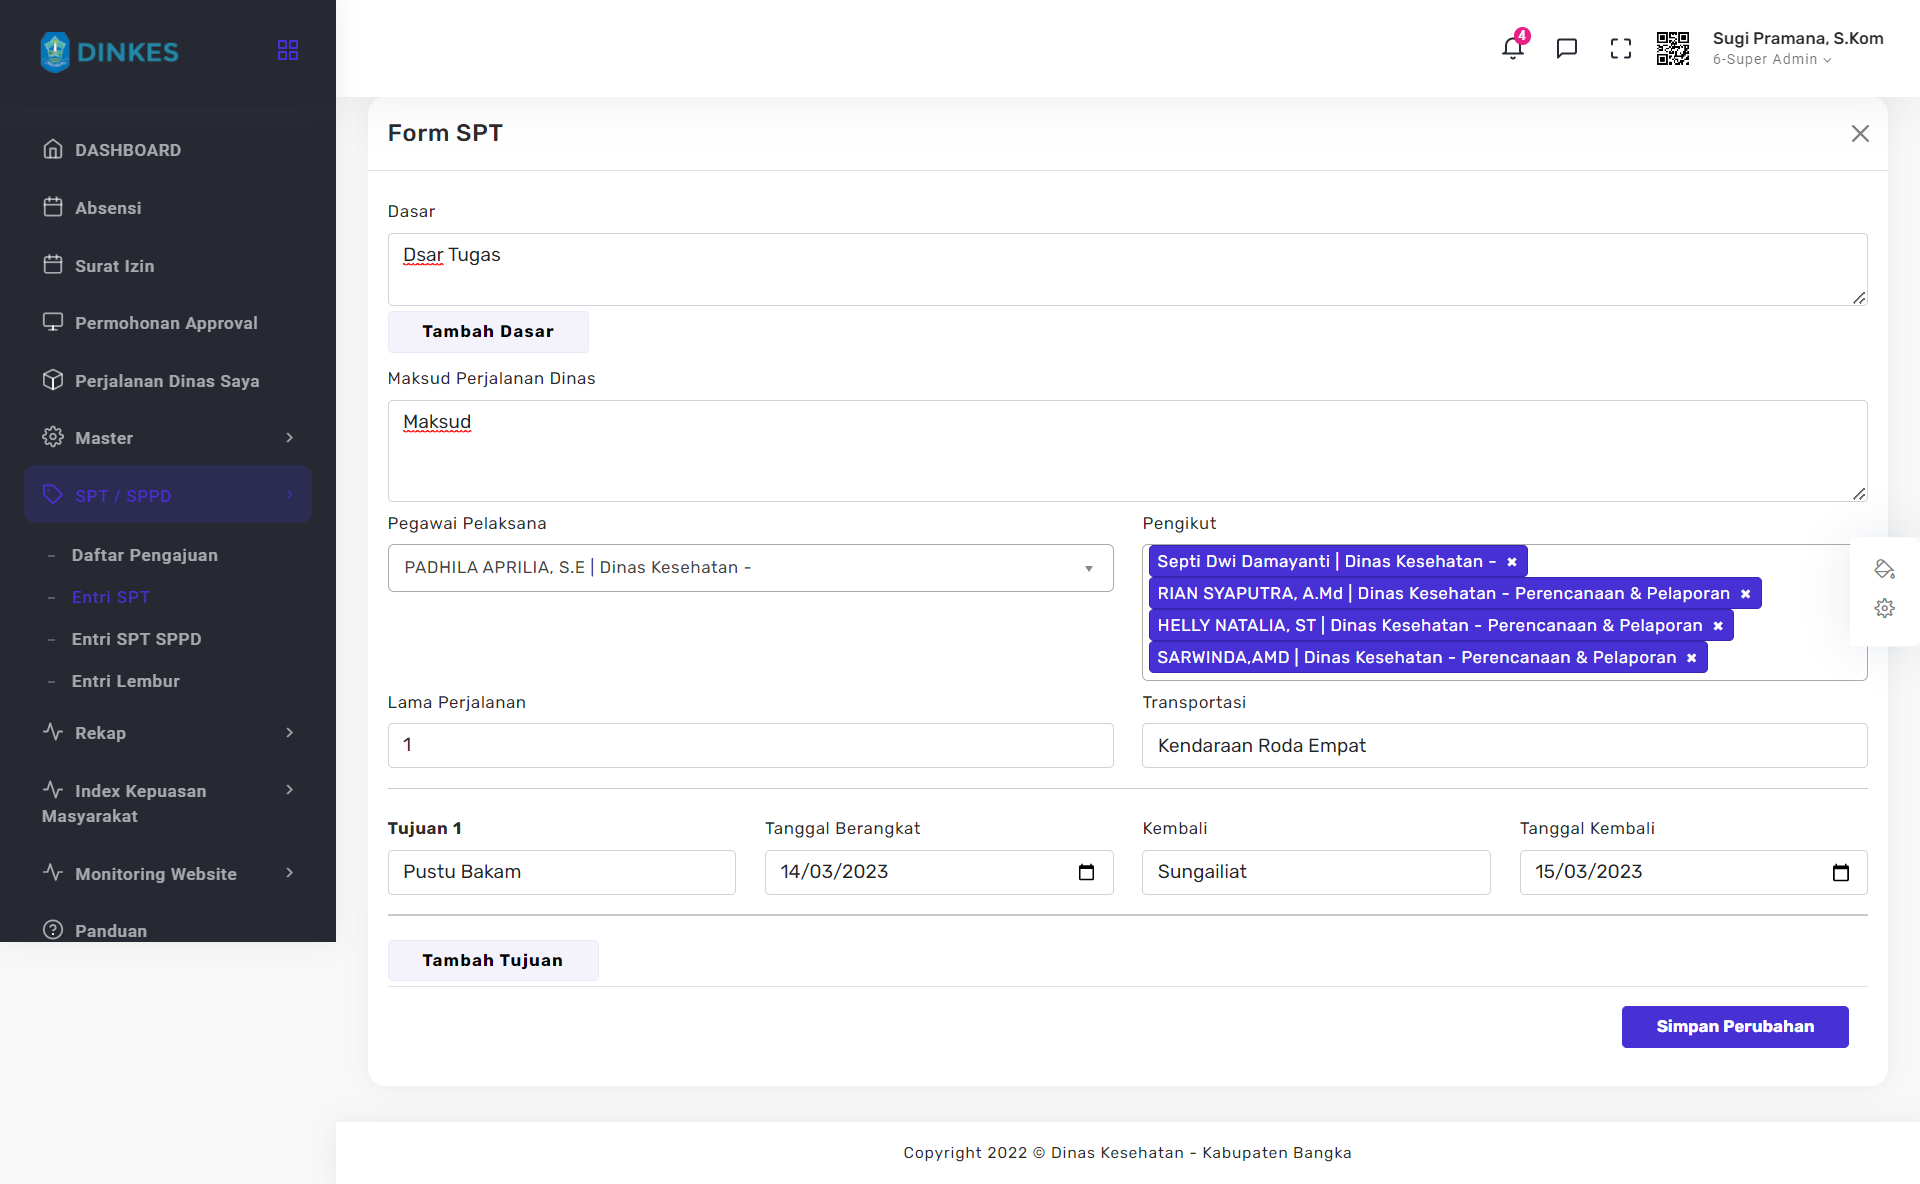 DINKES
4
Sugi Pramana, S.Kom
6-Super Admin
DASHBOARD
Absensi
Surat Izin
Permohonan Approval
Perjalanan Dinas Saya
Master
SPT / SPPD
- Daftar Pengajuan
- Entri SPT
- Entri SPT SPPD
- Entri Lembur
Rekap
Index Kepuasan
Masyarakat
Monitoring Website
Panduan
Form SPT
Dasar
Dsar Tugas
Tambah Dasar
Maksud Perjalanan Dinas
Maksud
Pegawai Pelaksana
PADHILA APRILIA, S.E | Dinas Kesehatan -
Pengikut
Septi Dwi Damayanti | Dinas Kesehatan - ×
RIAN SYAPUTRA, A.Md | Dinas Kesehatan - Perencanaan & Pelaporan ×
HELLY NATALIA, ST | Dinas Kesehatan - Perencanaan & Pelaporan ×
SARWINDA,AMD | Dinas Kesehatan - Perencanaan & Pelaporan ×
Lama Perjalanan
1
Transportasi
Kendaraan Roda Empat
Tujuan 1
Pustu Bakam
Tanggal Berangkat
14/03/2023
Kembali
Sungailiat
Tanggal Kembali
15/03/2023
Tambah Tujuan
Simpan Perubahan
Copyright 2022 © Dinas Kesehatan - Kabupaten Bangka